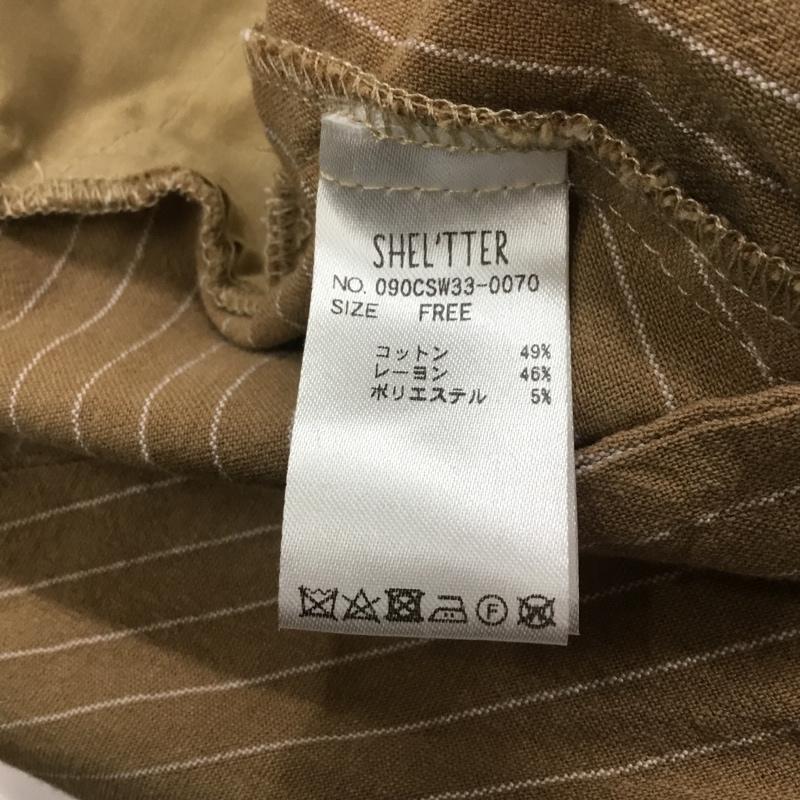 SHEL'TTER
NO. 090CSW33-0070
SIZE FREE
コットン 49%
レーヨン 46%
ポリエステル 5%
F
W